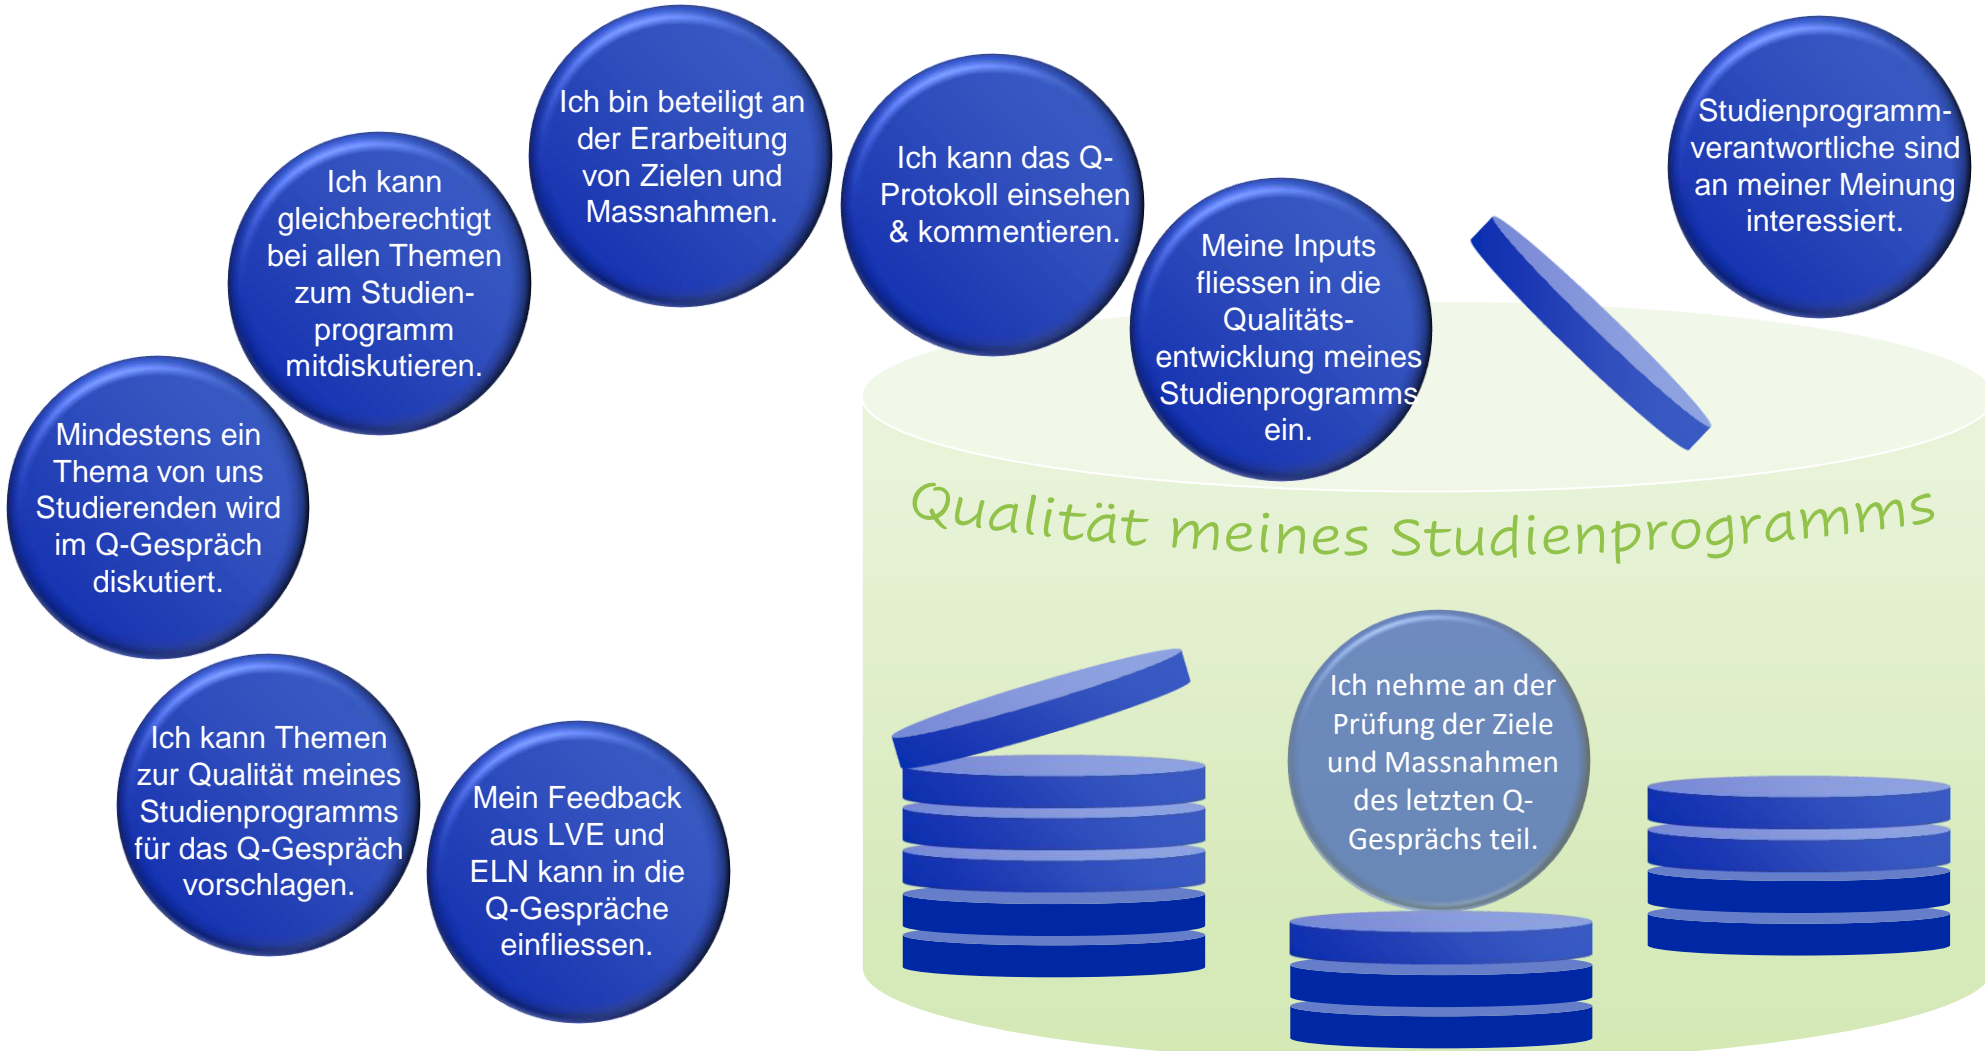 Ich bin beteiligt an
der Erarbeitung
von Zielen und
Massnahmen.
Ich kann das Q-
Protokoll einsehen
& kommentieren.
Studienprogramm-
verantwortliche sind
an meiner Meinung
interessiert.
Ich kann
gleichberechtigt
bei allen Themen
zum Studien-
programm
mitdiskutieren.
Meine Inputs
fliessen in die
Qualitäts-
entwicklung meines
Studienprogramms
ein.
Mindestens ein
Thema von uns
Studierenden wird
im Q-Gespräch
diskutiert.
Qualität meines Studienprogramms
Ich kann Themen
zur Qualität meines
Studienprogramms
für das Q-Gespräch
vorschlagen.
Mein Feedback
aus LVE und
ELN kann in die
Q-Gespräche
einfliessen.
Ich nehme an der
Prüfung der Ziele
und Massnahmen
des letzten Q-
Gesprächs teil.